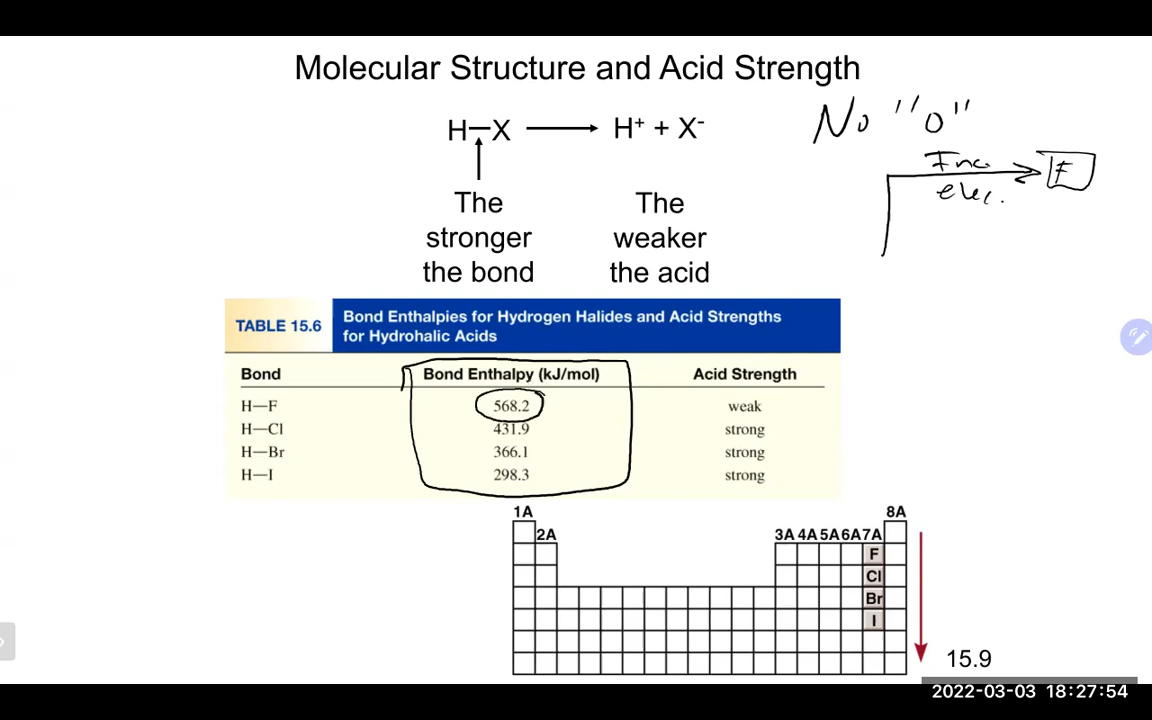 Molecular Structure and Acid Strength
H—X ⟶ H⁺ + X⁻
No "o"
Inc.
elec.
F
The stronger the bond
The weaker the acid
TABLE 15.6
Bond Enthalpies for Hydrogen Halides and Acid Strengths
for Hydrohalic Acids
Bond Bond Enthalpy (kJ/mol) Acid Strength
H—F 568.2 weak
H—Cl 431.9 strong
H—Br 366.1 strong
H—I 298.3 strong
1A 8A
2A 3A 4A 5A 6A 7A
F
Cl
Br
I
15.9
2022-03-03 18:27:54